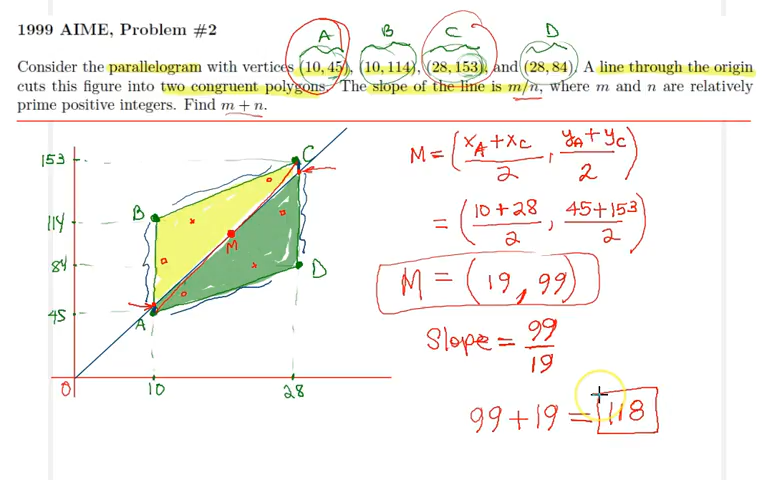 1999 AIME, Problem #2
A B C D
Consider the parallelogram with vertices (10, 45), (10, 114), (28, 153), and (28, 84). A line through the origin
cuts this figure into two congruent polygons. The slope of the line is m/n, where m and n are relatively
prime positive integers. Find m + n.
153
114
84
45
0
10
28
B
C
M
A
D
M = (x_A + x_C / 2, y_A + y_C / 2)
= (10 + 28 / 2, 45 + 153 / 2)
M = (19, 99)
Slope = 99 / 19
99 + 19 = 118